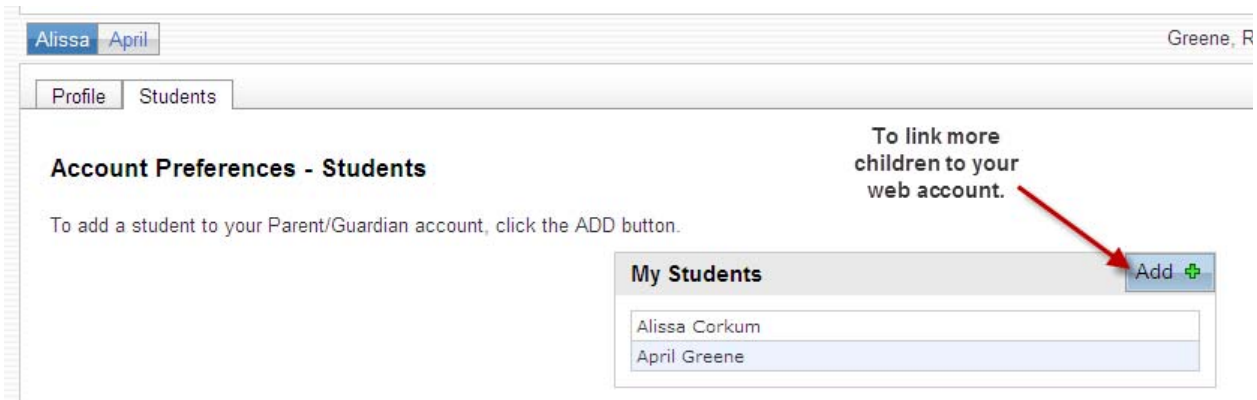 Alissa April
Greene, R
Profile Students
To link more
children to your
web account.
Account Preferences - Students
To add a student to your Parent/Guardian account, click the ADD button.
My Students
Add
Alissa Corkum
April Greene